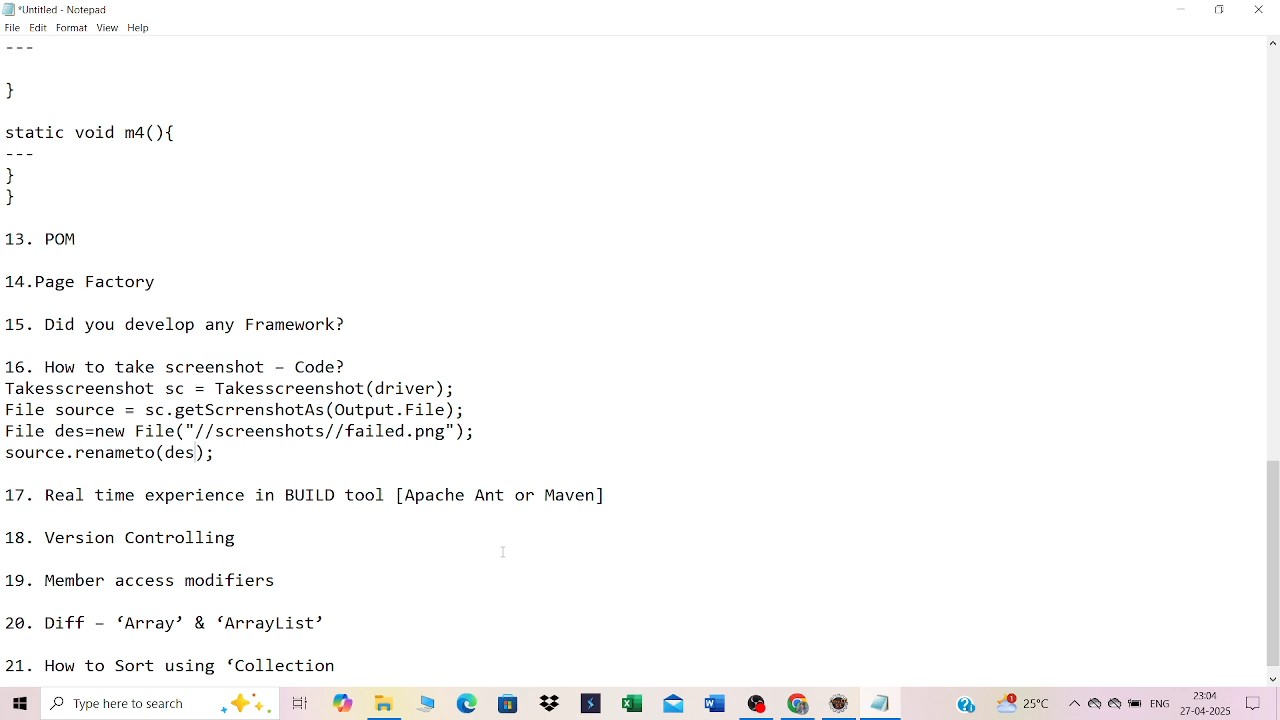 *Untitled - Notepad
File Edit Format View Help
---
}
static void m4(){
---
}
}
13. POM
14.Page Factory
15. Did you develop any Framework?
16. How to take screenshot – Code?
Takesscreenshot sc = Takesscreenshot(driver);
File source = sc.getScrrenshotAs(Output.File);
File des=new File("//screenshots//failed.png");
source.renameto(des);
17. Real time experience in BUILD tool [Apache Ant or Maven]
18. Version Controlling
19. Member access modifiers
20. Diff – ‘Array’ & ‘ArrayList’
21. How to Sort using ‘Collection
Type here to search
1
25°C
ENG
23:04
27-04-2025